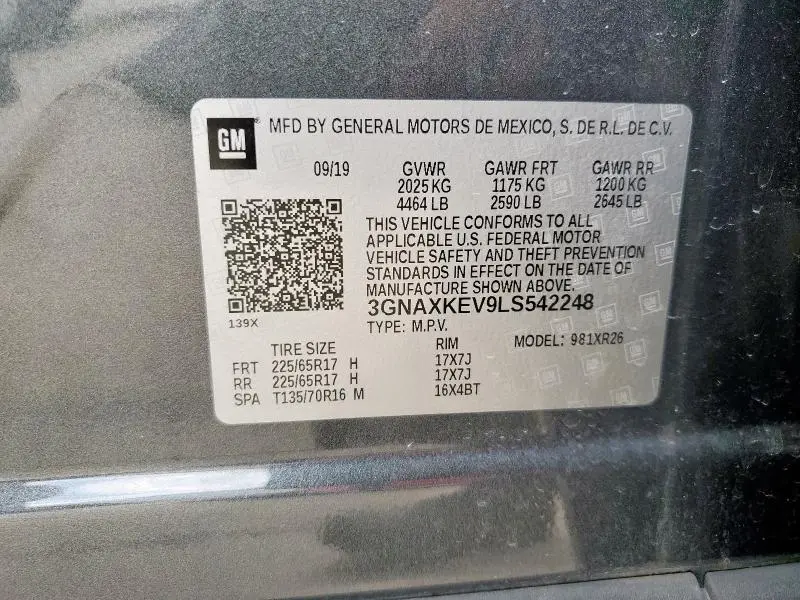 GM
MFD BY GENERAL MOTORS DE MEXICO, S. DE R.L. DE C.V.
09/19 GVWR GAWR FRT GAWR RR
2025 KG 1175 KG 1200 KG
4464 LB 2590 LB 2645 LB
THIS VEHICLE CONFORMS TO ALL
APPLICABLE U.S. FEDERAL MOTOR
VEHICLE SAFETY AND THEFT PREVENTION
STANDARDS IN EFFECT ON THE DATE OF
MANUFACTURE SHOWN ABOVE.
3GNAXKEV9LS542248
139X
TYPE: M.P.V.
TIRE SIZE RIM MODEL: 981XR26
FRT 225/65R17 H 17X7J
RR 225/65R17 H 17X7J
SPA T135/70R16 M 16X4BT